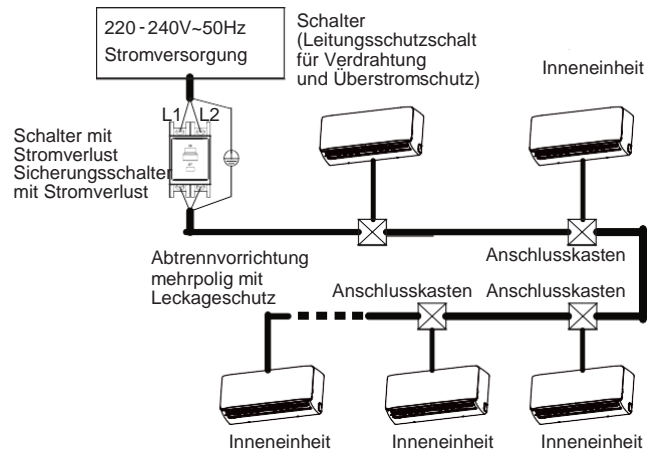 220-240V~50Hz
Stromversorgung
Schalter
(Leitungsschutzschalt
für Verdrahtung
und Überstromschutz)
Inneneinheit
L1
L2
Schalter mit
Stromverlust
Sicherungsschalter
mit Stromverlust
Abtrennvorrichtung
mehrpolig mit
Leckageschutz
Anschlusskasten
Anschlusskasten
Anschlusskasten
Inneneinheit
Inneneinheit
Inneneinheit